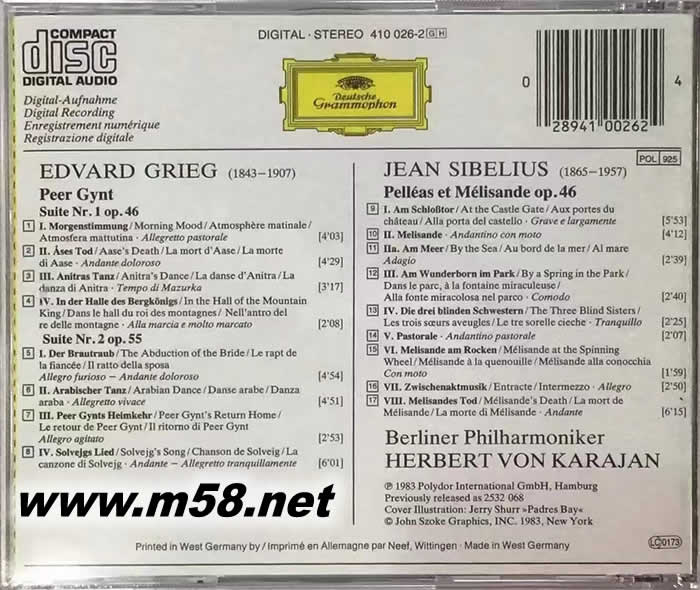 COMPACT
disc
DIGITAL AUDIO
DIGITAL · STEREO 410 026-2 GH
Deutsche
Grammophon
0
4
28941 00262
Digital-Aufnahme
Digital Recording
Enregistrement numérique
Registrazione digitale
POL 925
EDVARD GRIEG (1843-1907)
Peer Gynt
Suite Nr. 1 op. 46
1 I. Morgenstimmung/Morning Mood/Atmosphère matinale/
Atmosfera mattutina · Allegretto pastorale [4'03]
2 II. Åses Tod/Aase's Death/La mort d'Aase/La morte
di Aase · Andante doloroso [4'29]
3 III. Anitras Tanz/Anitra's Dance/La danse d'Anitra/La
danza di Anitra · Tempo di Mazurka [3'17]
4 IV. In der Halle des Bergkönigs/In the Hall of the Mountain
King/Dans le hall du roi des montagnes/Nell'antro del
re delle montagne · Alla marcia e molto marcato [2'08]
Suite Nr. 2 op. 55
5 I. Der Brautraub/The Abduction of the Bride/Le rapt de
la fiancée/Il ratto della sposa
Allegro furioso – Andante doloroso [4'54]
6 II. Arabischer Tanz/Arabian Dance/Danse arabe/Danza
araba · Allegretto vivace [4'51]
7 III. Peer Gynts Heimkehr/Peer Gynt's Return Home/
Le retour de Peer Gynt/Il ritorno di Peer Gynt
Allegro agitato [2'53]
8 IV. Solvejgs Lied/Solvejg's Song/Chanson de Solveig/La
canzone di Solvejg · Andante – Allegretto tranquillamente [6'01]
JEAN SIBELIUS (1865-1957)
Pelléas et Mélisande op. 46
9 I. Am Schloßtor/At the Castle Gate/Aux portes du
château/Alla porta del castello · Grave e largamente [5'53]
10 II. Melisande · Andantino con moto [4'12]
11 IIa. Am Meer/By the Sea/Au bord de la mer/Al mare
Adagio [2'39]
12 III. Am Wunderborn im Park/By a Spring in the Park/
Dans le parc, à la fontaine miraculeuse/
Alla fonte miracolosa nel parco · Comodo [2'40]
13 IV. Die drei blinden Schwestern/The Three Blind Sisters/
Les trois sœurs aveugles/Le tre sorelle cieche · Tranquillo [2'25]
14 V. Pastorale · Andantino pastorale [2'07]
15 VI. Melisande am Rocken/Mélisande at the Spinning
Wheel/Mélisande à la quenouille/Mélisande alla conocchia
Con moto [1'59]
16 VII. Zwischenaktmusik/Entracte/Intermezzo · Allegro [2'50]
17 VIII. Melisandes Tod/Mélisande's Death/La mort de
Mélisande/La morte di Mélisande · Andante [6'15]
Berliner Philharmoniker
HERBERT VON KARAJAN
℗ 1983 Polydor International GmbH, Hamburg
Previously released as 2532 068
Cover Illustration: Jerry Shurr »Padres Bay«
© John Szoke Graphics, INC. 1983, New York
www.m58.net
Printed in West Germany by/Imprimé en Allemagne par Neef, Wittingen · Made in West Germany
LC 0173